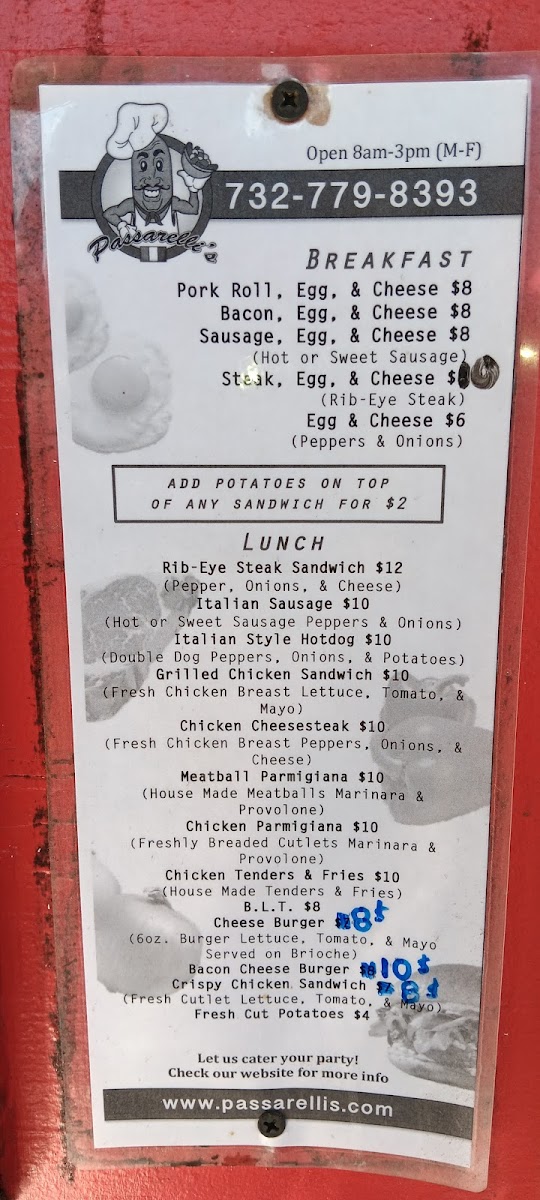 Open 8am-3pm (M-F)
732-779-8393
Passarelli's
BREAKFAST
Pork Roll, Egg, & Cheese $8
Bacon, Egg, & Cheese $8
Sausage, Egg, & Cheese $8
(Hot or Sweet Sausage)
Steak, Egg, & Cheese $
(Rib-Eye Steak)
Egg & Cheese $6
(Peppers & Onions)
ADD POTATOES ON TOP
OF ANY SANDWICH FOR $2
LUNCH
Rib-Eye Steak Sandwich $12
(Pepper, Onions, & Cheese)
Italian Sausage $10
(Hot or Sweet Sausage Peppers & Onions)
Italian Style Hotdog $10
(Double Dog Peppers, Onions, & Potatoes)
Grilled Chicken Sandwich $10
(Fresh Chicken Breast Lettuce, Tomato, &
Mayo)
Chicken Cheesesteak $10
(Fresh Chicken Breast Peppers, Onions, &
Cheese)
Meatball Parmigiana $10
(House Made Meatballs Marinara &
Provolone)
Chicken Parmigiana $10
(Freshly Breaded Cutlets Marinara &
Provolone)
Chicken Tenders & Fries $10
(House Made Tenders & Fries)
B.L.T. $8
Cheese Burger 8$
(6oz. Burger Lettuce, Tomato, & Mayo
Served on Brioche)
Bacon Cheese Burger 10$
Crispy Chicken Sandwich 8$
(Fresh Cutlet Lettuce, Tomato, & Mayo)
Fresh Cut Potatoes $4
Let us cater your party!
Check our website for more info
www.passarellis.com